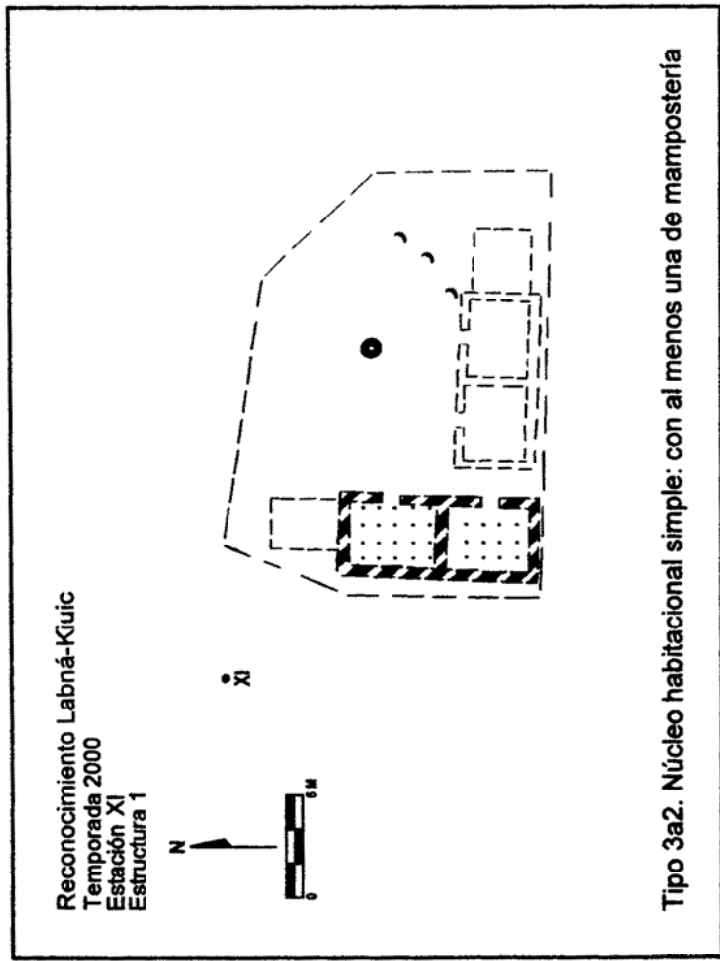 Reconocimiento Labná-Kiuic
Temporada 2000
Estación XI
Estructura 1
N
XI
0 6 M
Tipo 3a2. Núcleo habitacional simple: con al menos una de mampostería